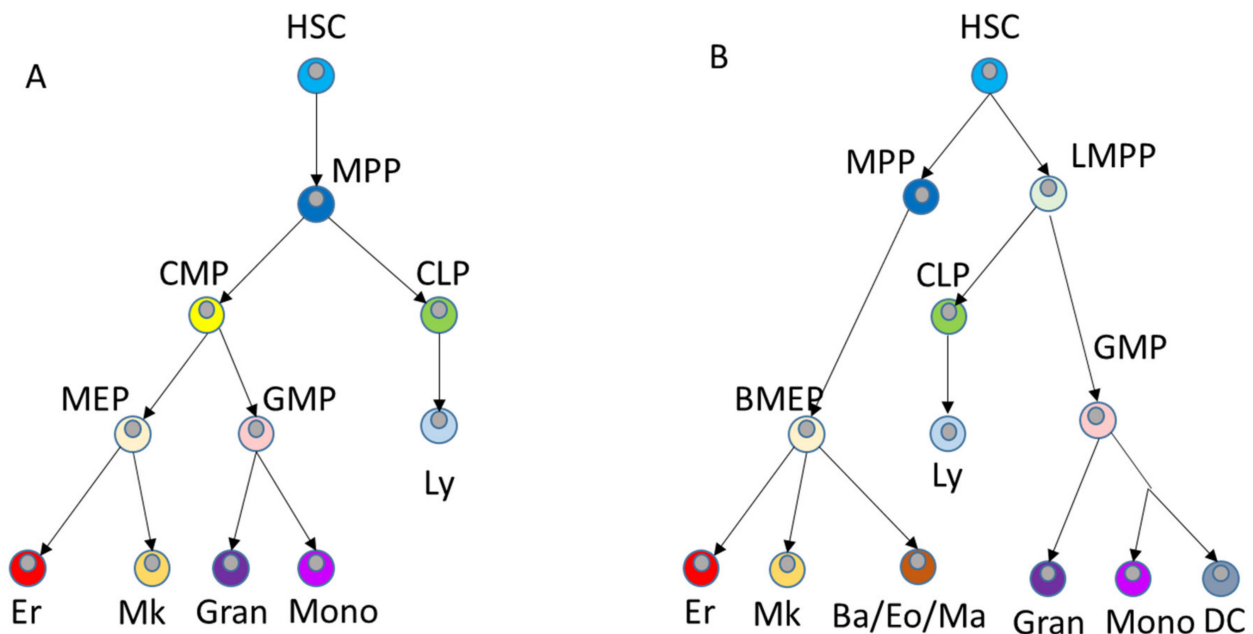 A
HSC
MPP
CMP
CLP
MEP
GMP
Ly
Er
Mk
Gran
Mono
B
HSC
MPP
LMPP
CLP
GMP
BMEP
Ly
Er
Mk
Ba/Eo/Ma
Gran
Mono
DC